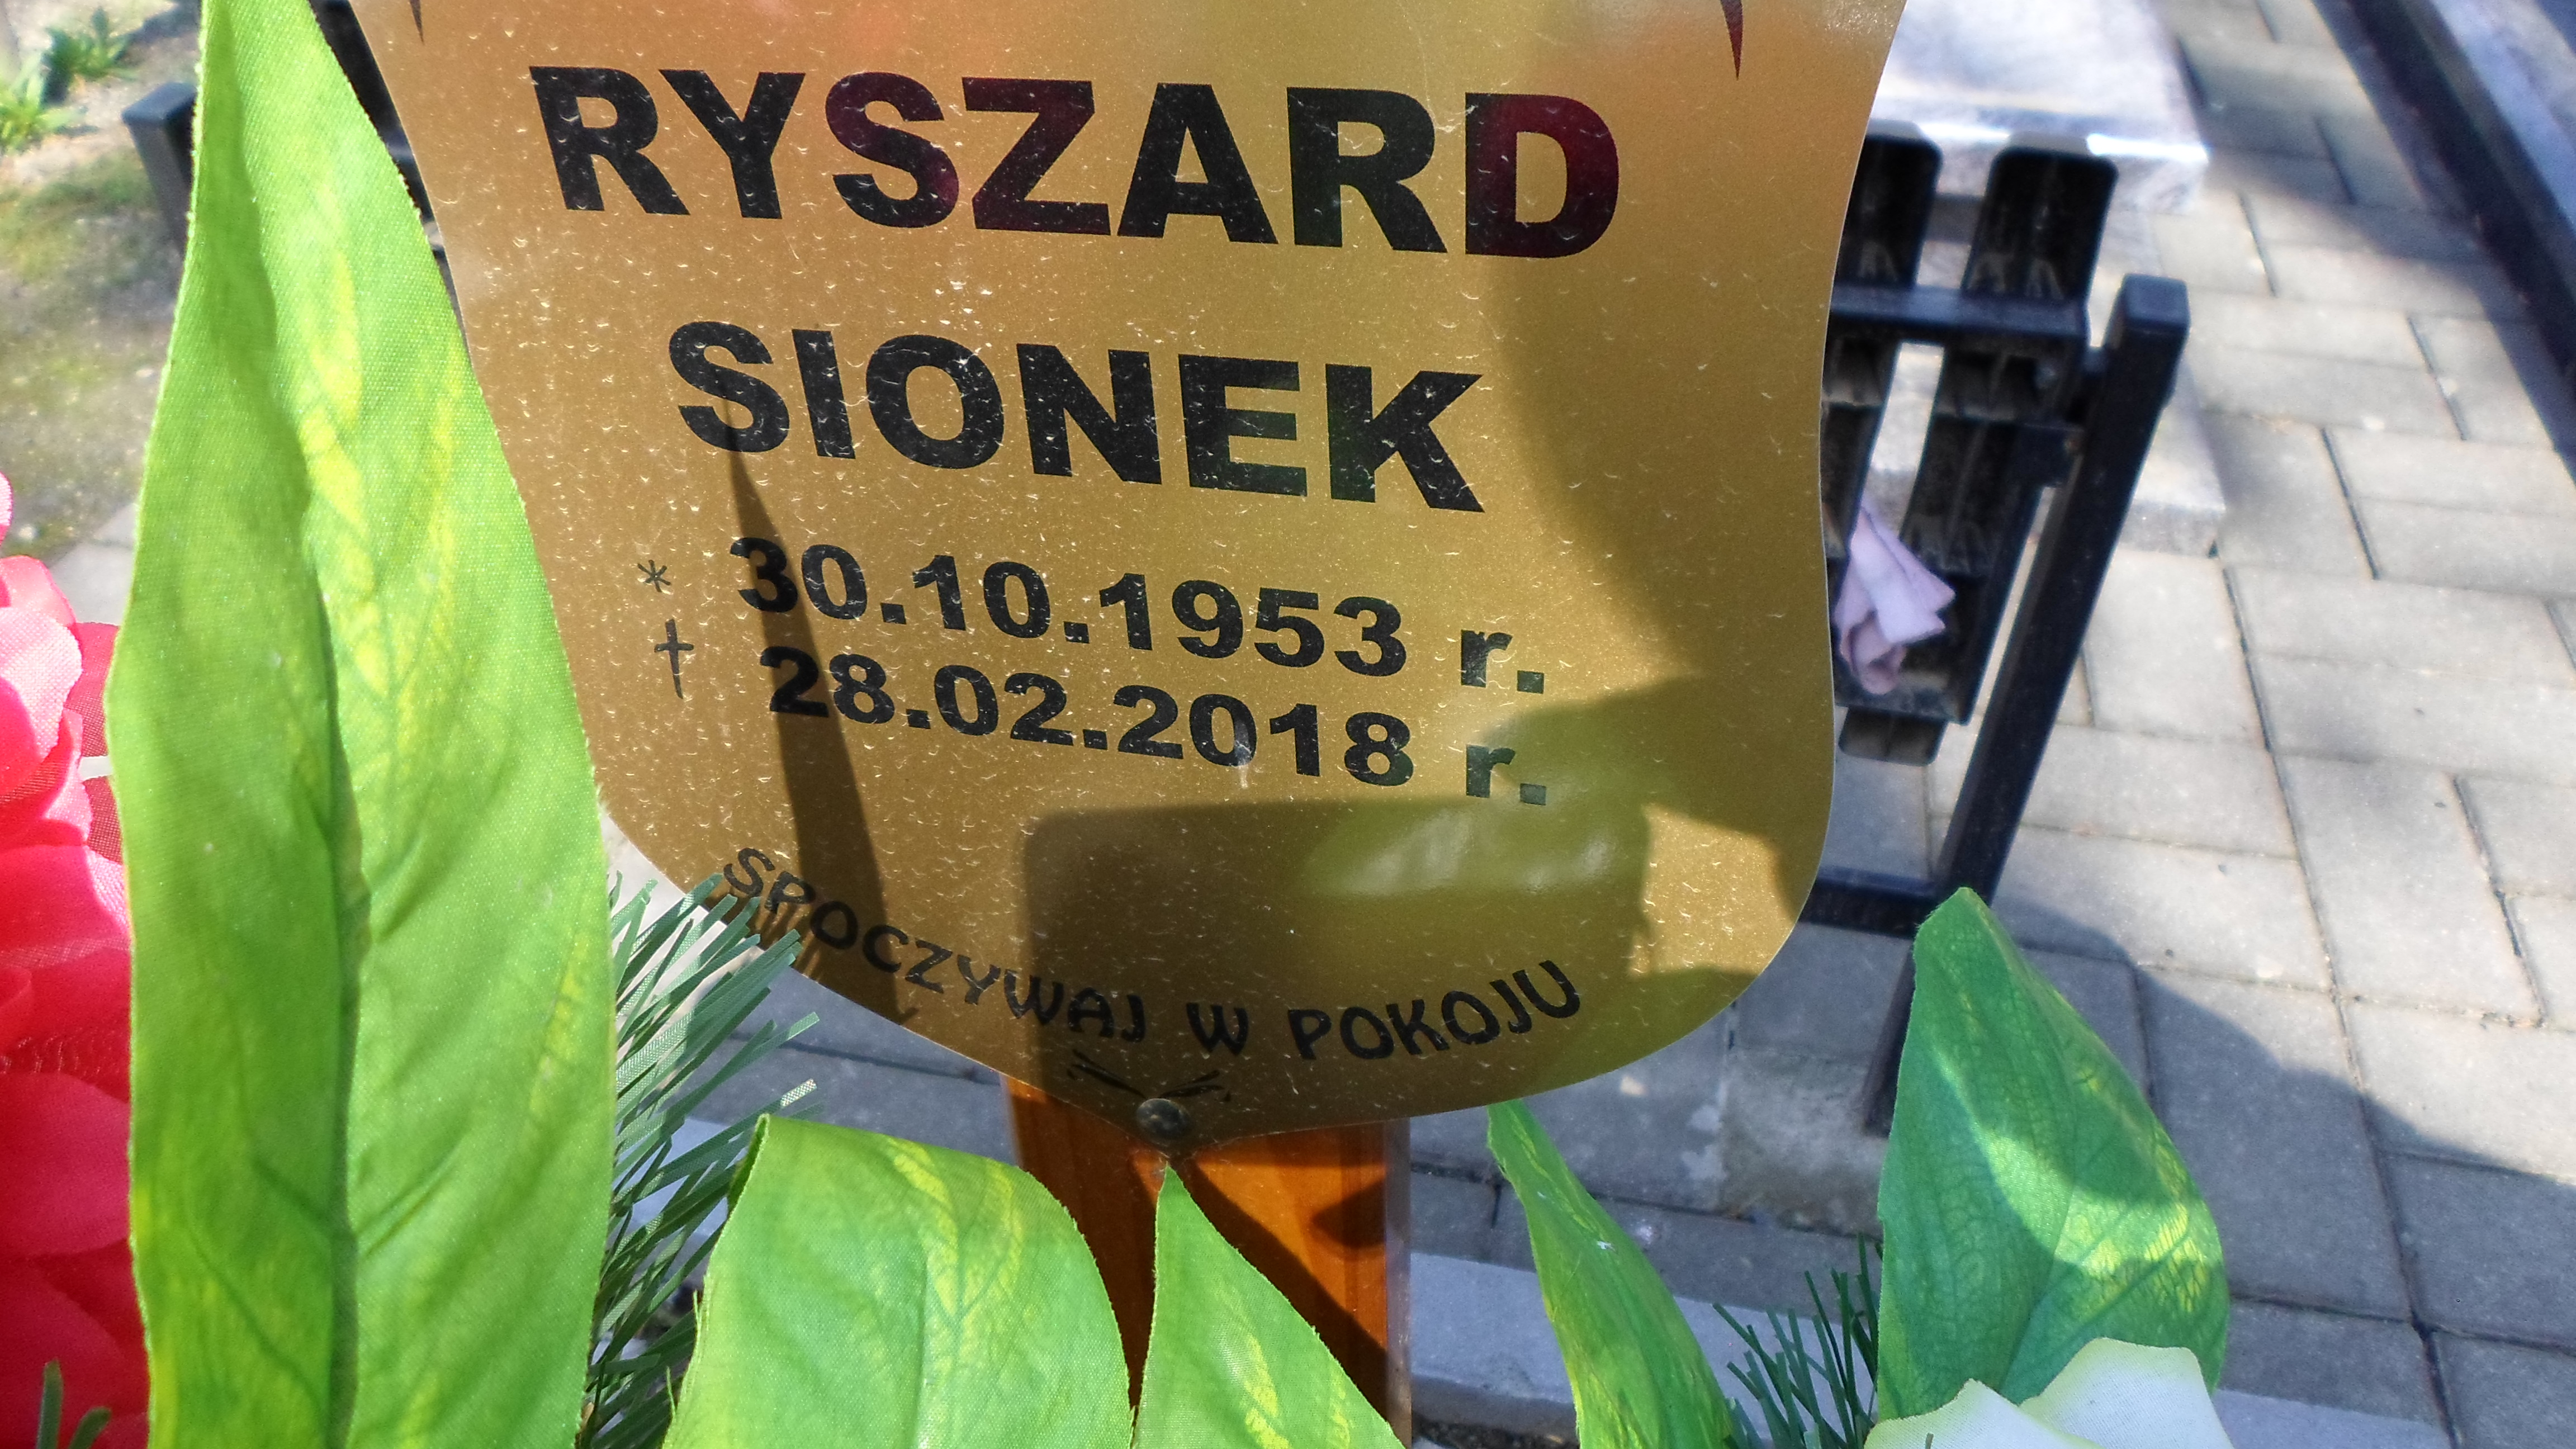 RYSZARD
SIONEK
* 30.10.1953 r.
† 28.02.2018 r.
SPOCZYWAJ W POKOJU